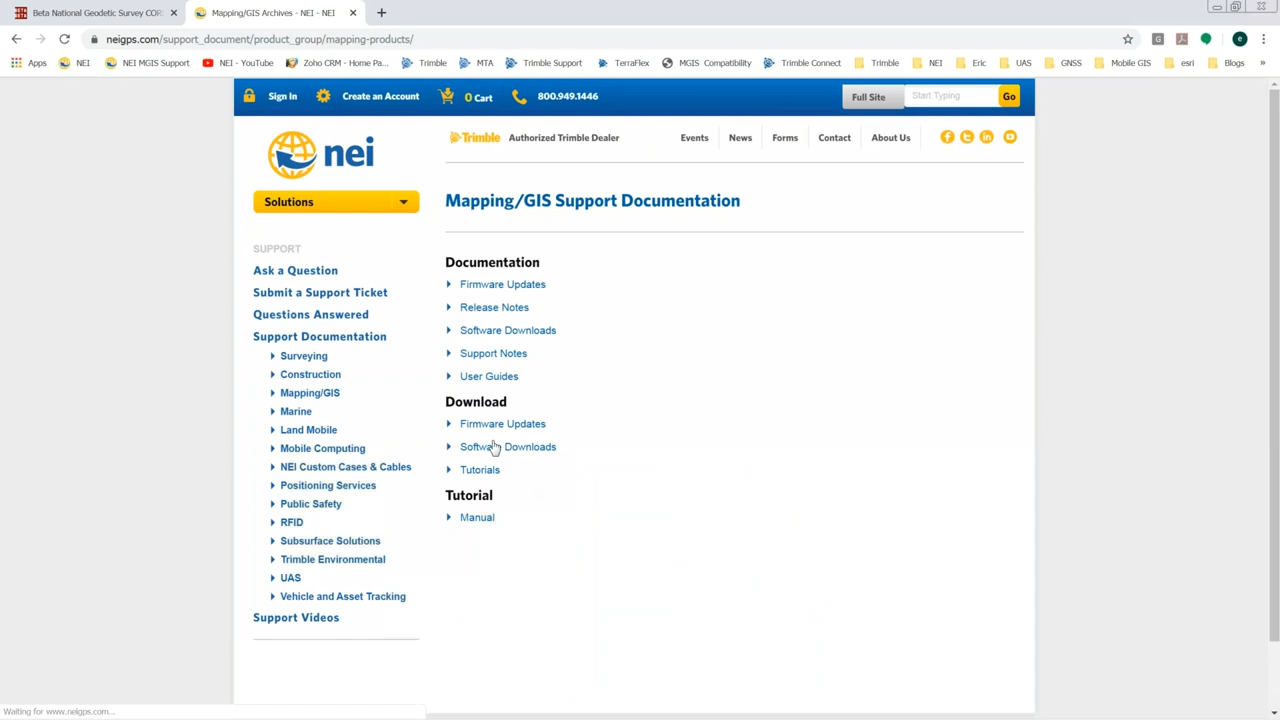 Beta National Geodetic Survey COR
Mapping/GIS Archives - NEI - NEI
neigps.com/support_document/product_group/mapping-products/
Apps
NEI
NEI MGIS Support
NEI - YouTube
Zoho CRM - Home Pa...
Trimble
MTA
Trimble Support
TerraFlex
MGIS Compatibility
Trimble Connect
Trimble
NEI
Eric
UAS
GNSS
Mobile GIS
esri
Blogs
»
Sign In
Create an Account
0 Cart
800.949.1446
Full Site
Start Typing
Go
nei
Trimble
Authorized Trimble Dealer
Events
News
Forms
Contact
About Us
Solutions
Mapping/GIS Support Documentation
SUPPORT
Ask a Question
Submit a Support Ticket
Questions Answered
Support Documentation
Surveying
Construction
Mapping/GIS
Marine
Land Mobile
Mobile Computing
NEI Custom Cases & Cables
Positioning Services
Public Safety
RFID
Subsurface Solutions
Trimble Environmental
UAS
Vehicle and Asset Tracking
Support Videos
Documentation
Firmware Updates
Release Notes
Software Downloads
Support Notes
User Guides
Download
Firmware Updates
Software Downloads
Tutorials
Tutorial
Manual
Waiting for www.neigps.com...